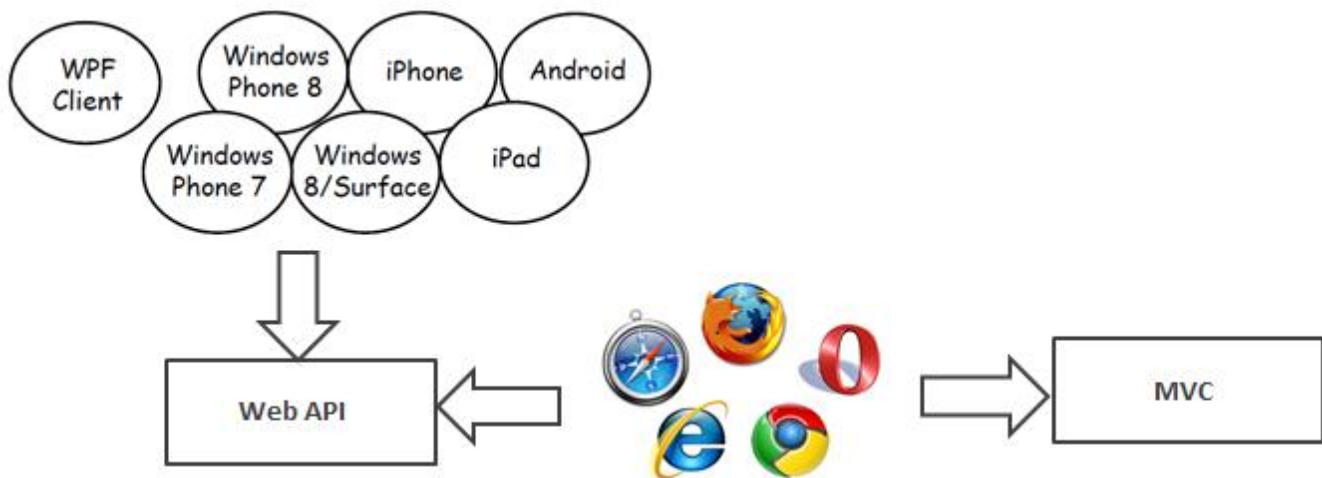 WPF
Client
Windows
Phone 8
iPhone
Android
Windows
Phone 7
Windows
8/Surface
iPad
Web API
MVC